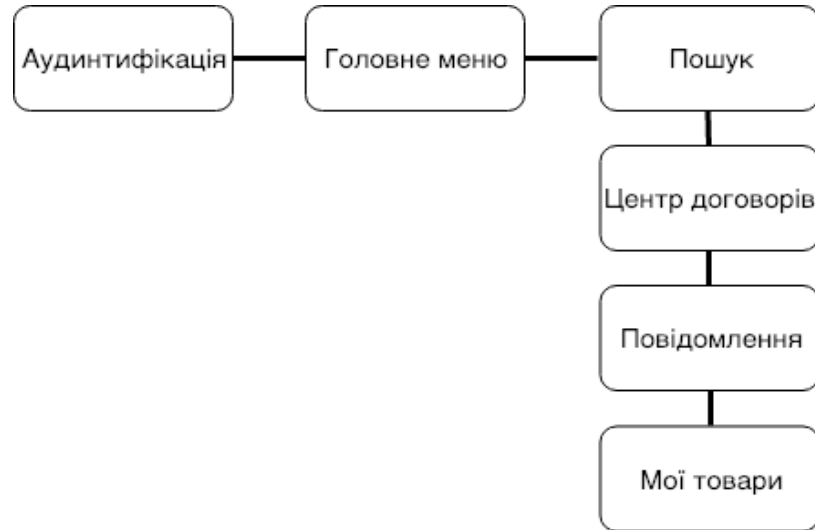 Аудинтифікація
Головне меню
Пошук
Центр договорів
Повідомлення
Мої товари